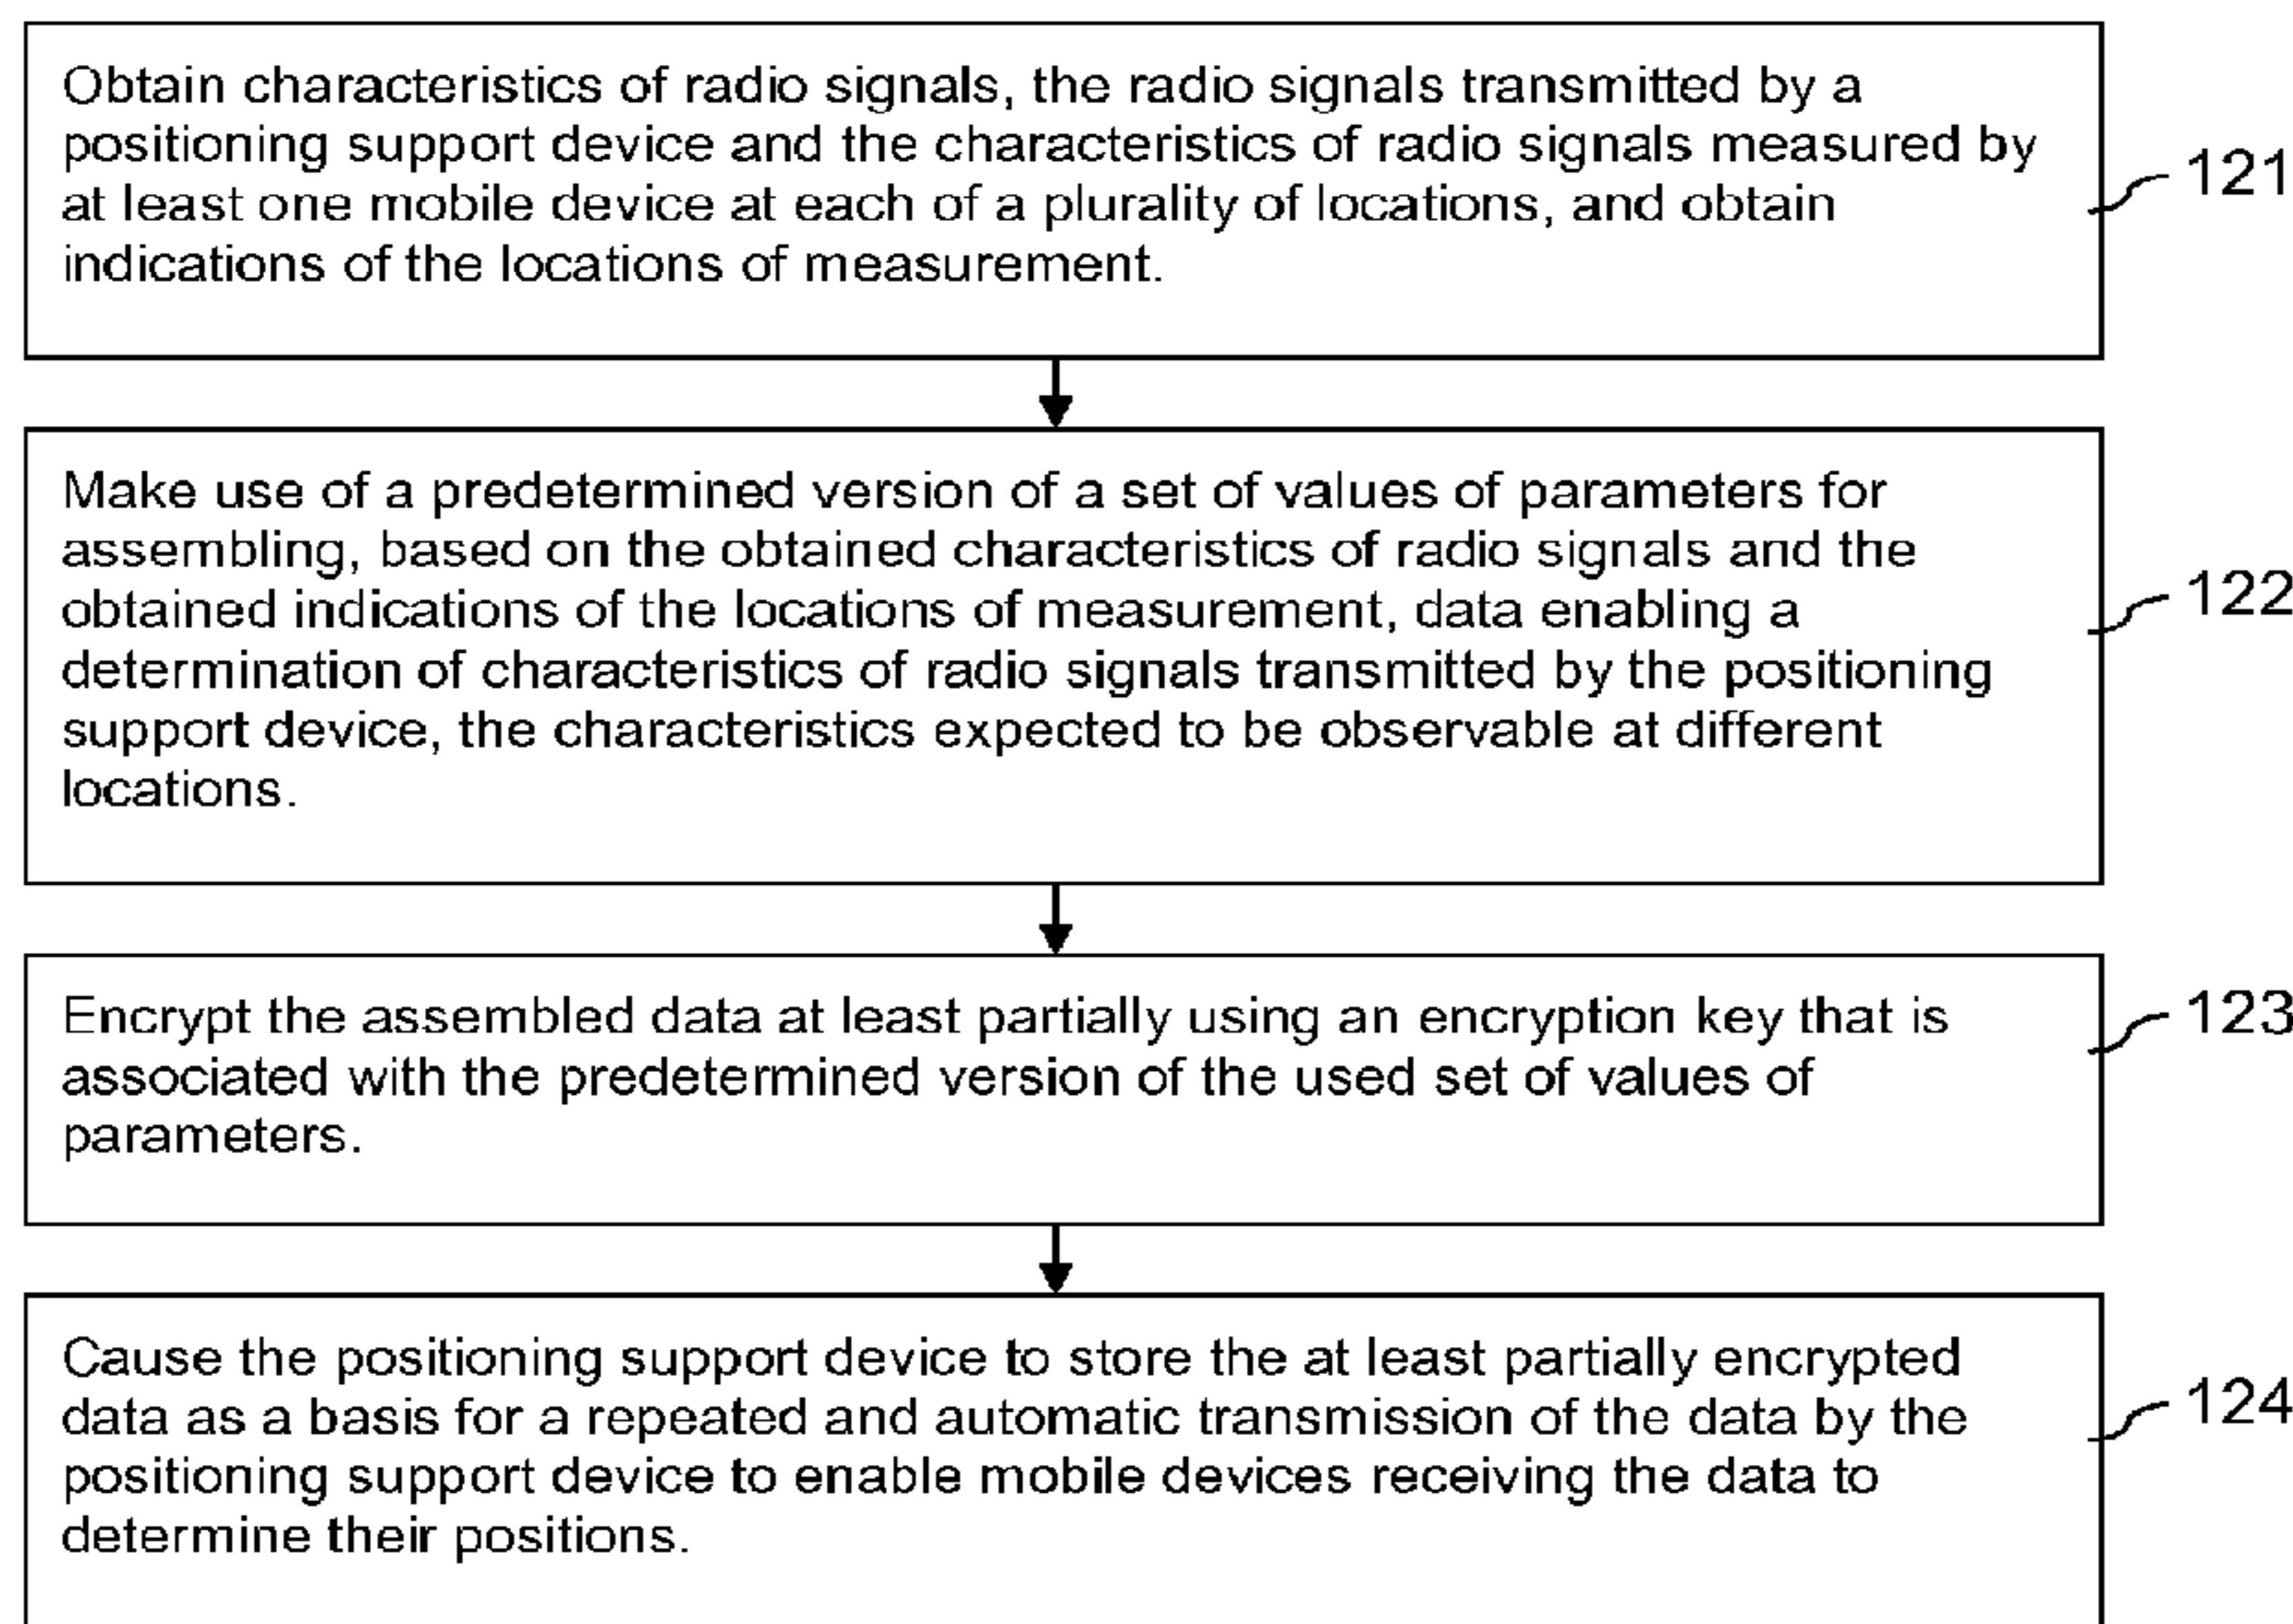 Obtain characteristics of radio signals, the radio signals transmitted by a
positioning support device and the characteristics of radio signals measured by
at least one mobile device at each of a plurality of locations, and obtain
indications of the locations of measurement.
121
Make use of a predetermined version of a set of values of parameters for
assembling, based on the obtained characteristics of radio signals and the
obtained indications of the locations of measurement, data enabling a
determination of characteristics of radio signals transmitted by the positioning
support device, the characteristics expected to be observable at different
locations.
122
Encrypt the assembled data at least partially using an encryption key that is
associated with the predetermined version of the used set of values of
parameters.
123
Cause the positioning support device to store the at least partially encrypted
data as a basis for a repeated and automatic transmission of the data by the
positioning support device to enable mobile devices receiving the data to
determine their positions.
124